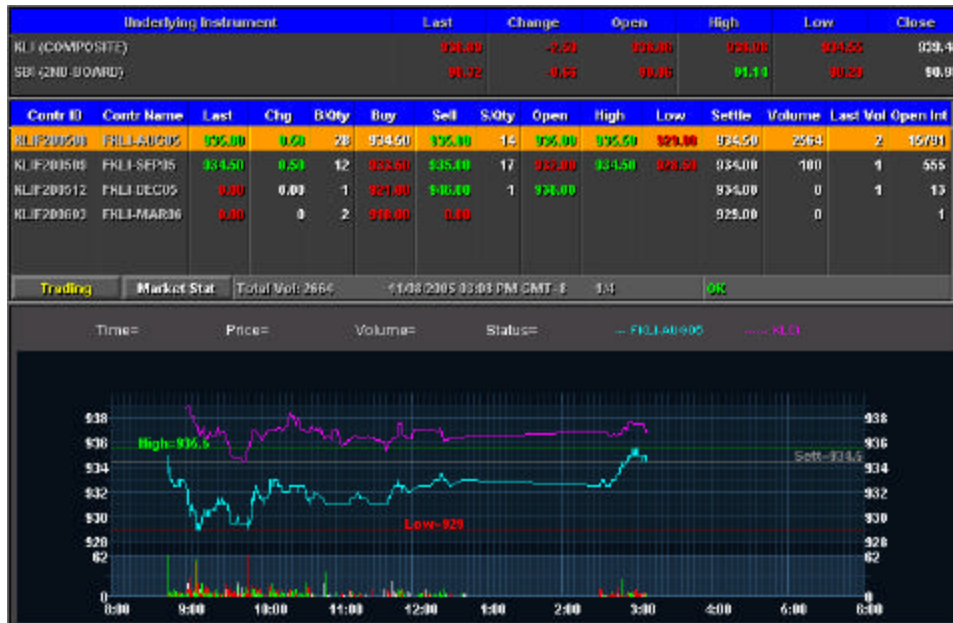 Underlying Instrument Last Change Open High Low Close
KLI (COMPOSITE) 939.4
SBI (2ND-BOARD) 91.14 90.9
Contr ID Contr Name Last Chg B/Qty Buy Sell S/Qty Open High Low Settle Volume Last Vol Open Int
KLIF200508 FKLI-AUG05 935.00 0.50 28 934.50 935.00 14 935.00 935.50 929.00 934.50 2564 2 15791
KLIF200509 FKLI-SEP05 934.50 0.50 12 933.50 935.00 17 932.00 934.50 928.50 934.00 100 1 555
KLIF200512 FKLI-DEC05 0.00 0.00 1 921.00 946.00 1 938.00 934.00 0 1 13
KLIF200603 FKLI-MAR06 0.00 0 2 910.00 0.00 929.00 0 1
Trading Market Stat Total Vol: 2664 11/08/2005 03:03 PM GMT+8 1/4 OK
Time= Price= Volume= Status= FKLI-AUG05 KLCI
938 938
936 High=935.5 936
Sett=934.5
934 934
932 932
930 930
Low=929
928 928
62 62
0 0
8:00 9:00 10:00 11:00 12:00 1:00 2:00 3:00 4:00 6:00